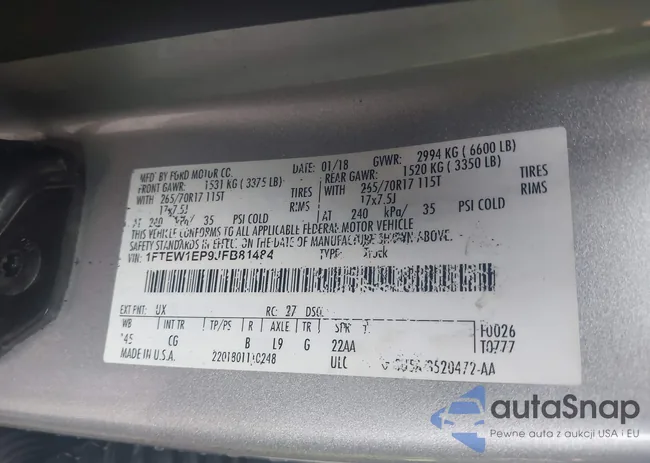 MFD BY FORD MOTOR CO. 01/18 GVWR: 2994 KG ( 6600 LB)
FRONT GAWR: 1531 KG ( 3375 LB) REAR GAWR: 1520 KG ( 3350 LB)
WITH 265/70R17 115T TIRES WITH 265/70R17 115T TIRES
17x7.5J RIMS 17x7.5J RIMS
AT 240 kPa/ 35 PSI COLD AT 240 kPa/ 35 PSI COLD
THIS VEHICLE CONFORMS TO ALL APPLICABLE FEDERAL MOTOR VEHICLE
SAFETY STANDARDS IN EFFECT ON THE DATE OF MANUFACTURE SHOWN ABOVE.
VIN: 1FTEW1EP9JFB81484 TYPE: Truck
EXT PNT: UX RC: 27 DSO:
WB INT TR TP/PS R AXLE TR SPR F0026
145 CG B L9 G 22AA T0777
MADE IN U.S.A. ULC
autaSnap
Pewne auta z aukcji USA i EU